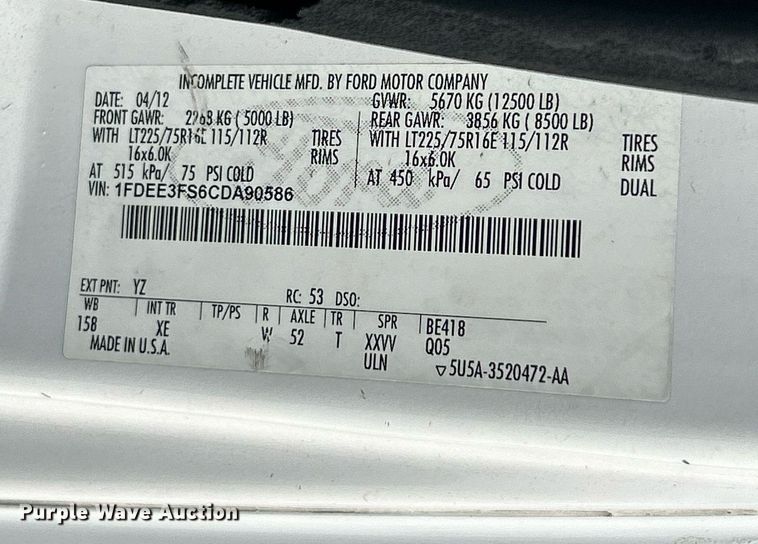 INCOMPLETE VEHICLE MFD. BY FORD MOTOR COMPANY
DATE: 04/12 GVWR: 5670 KG (12500 LB)
FRONT GAWR: 2263 KG ( 5000 LB) REAR GAWR: 3856 KG ( 8500 LB)
WITH LT225/75R16E 115/112R TIRES WITH LT225/75R16E 115/112R TIRES
16x6.0K RIMS 16x6.0K RIMS
AT 515 kPa/ 75 PSI COLD AT 450 kPa/ 65 PSI COLD DUAL
VIN: 1FDEE3FS6CDA90586
EXT PNT: YZ RC: 53 DSO:
WB INT TR TP/PS R AXLE TR SPR BE418
158 XE W 52 T XXVV Q05
MADE IN U.S.A. ULN ▽5U5A-3520472-AA
Purple Wave Auction